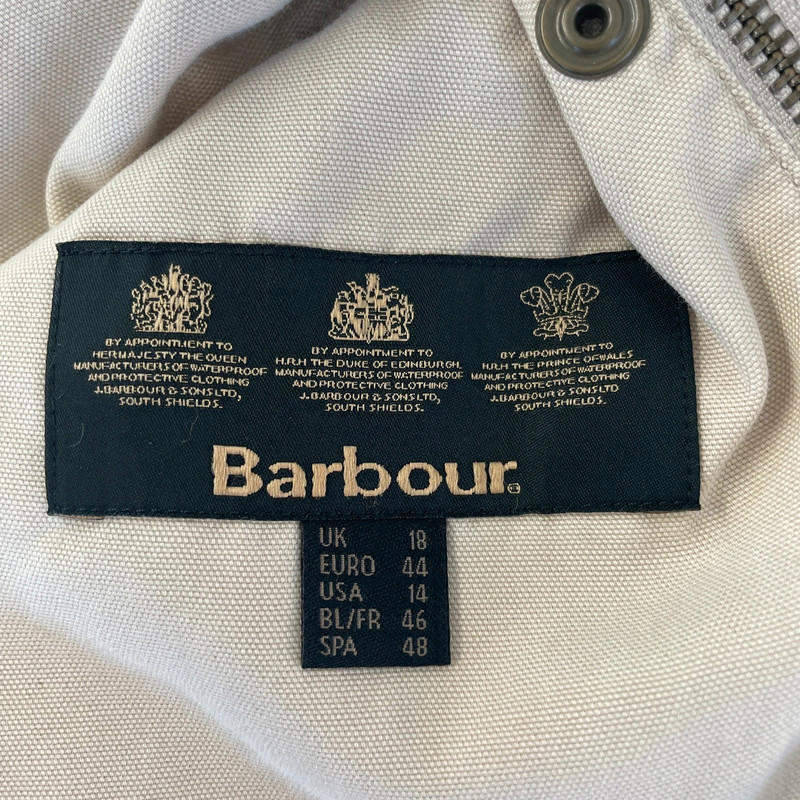 BY APPOINTMENT TO
HER MAJESTY THE QUEEN
MANUFACTURERS OF WATERPROOF
AND PROTECTIVE CLOTHING
J.BARBOUR & SONS LTD,
SOUTH SHIELDS.
BY APPOINTMENT TO
H.R.H THE DUKE OF EDINBURGH.
MANUFACTURERS OF WATERPROOF
AND PROTECTIVE CLOTHING
J.BARBOUR & SONS LTD,
SOUTH SHIELDS.
BY APPOINTMENT TO
H.R.H THE PRINCE OF WALES
MANUFACTURERS OF WATERPROOF
AND PROTECTIVE CLOTHING
J.BARBOUR & SONS LTD,
SOUTH SHIELDS.
Barbour
UK 18
EURO 44
USA 14
BL/FR 46
SPA 48